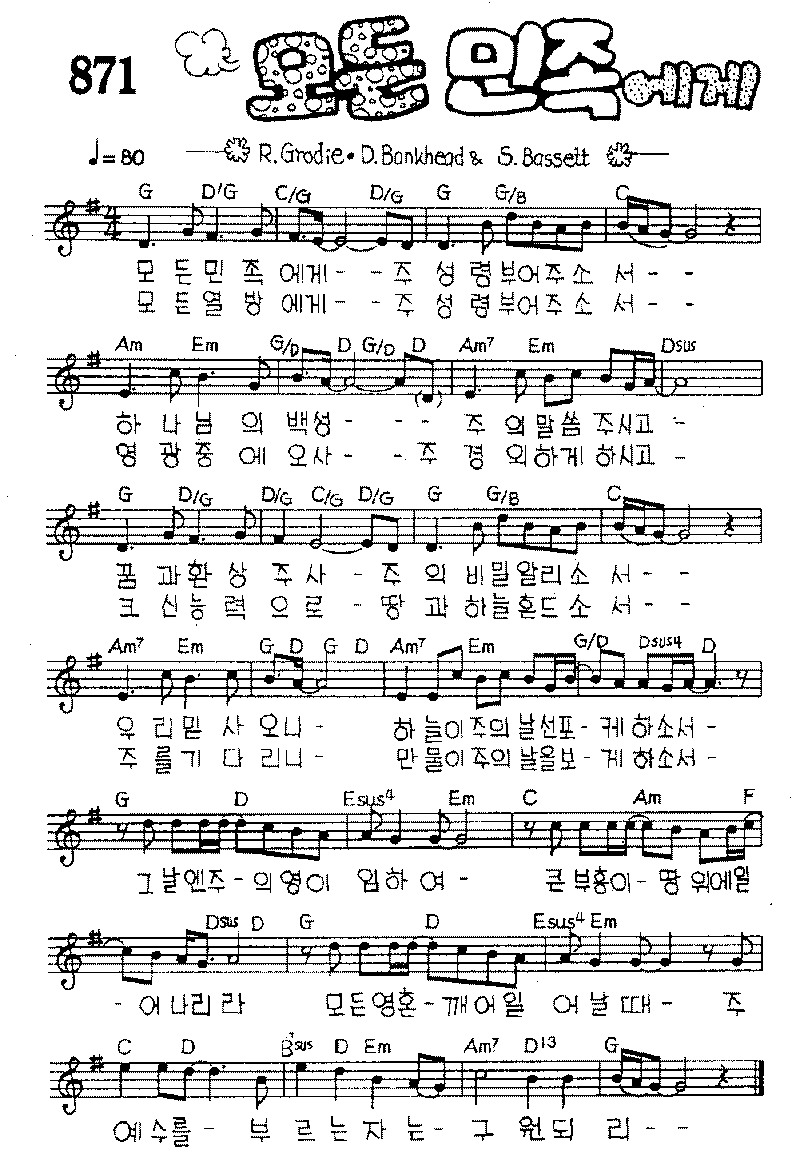 871 모든 민족에게
♩=80 R.Grodie • D.Bankhead & S.Bassett
G D/G C/G D/G G G/B C
모 든 민 족 에게 - - 주 성 령 부어주소 서 - -
모 든 열 방 에게 - - 주 성 령 부어주소 서 - -
Am Em G/D D G/D D Am7 Em Dsus
하 나 님 의 백성 - - - 주 의 말씀 주시고 -
영 광 중 에 오사 - - 주 경 외하게 하시고 -
G D/G D/G C/G D/G G G/B C
꿈 과 환 상 주 사 - 주 의 비밀알리소 서 - -
크 신 능 력 으 로 - 땅 과 하늘흔드소 서 - -
Am7 Em G D G D Am7 Em G/D Dsus4 D
우 리 믿 사 오니 - 하늘이주의날선포 - 케하소서 -
주 를 기 다 리니 - 만물이주의날을보 - 게하소서 -
G D Esus4 Em C Am F
그날엔주 - 의영이 임하 여 - 큰부흥이 - 땅위에일
Dsus D G D Esus4 Em
- 어나리라 모든영혼 - 깨어일 어날때 - 주
C D B7sus D Em Am7 D13 G
예수를 - 부 르는자는 - 구 원되 리 - -